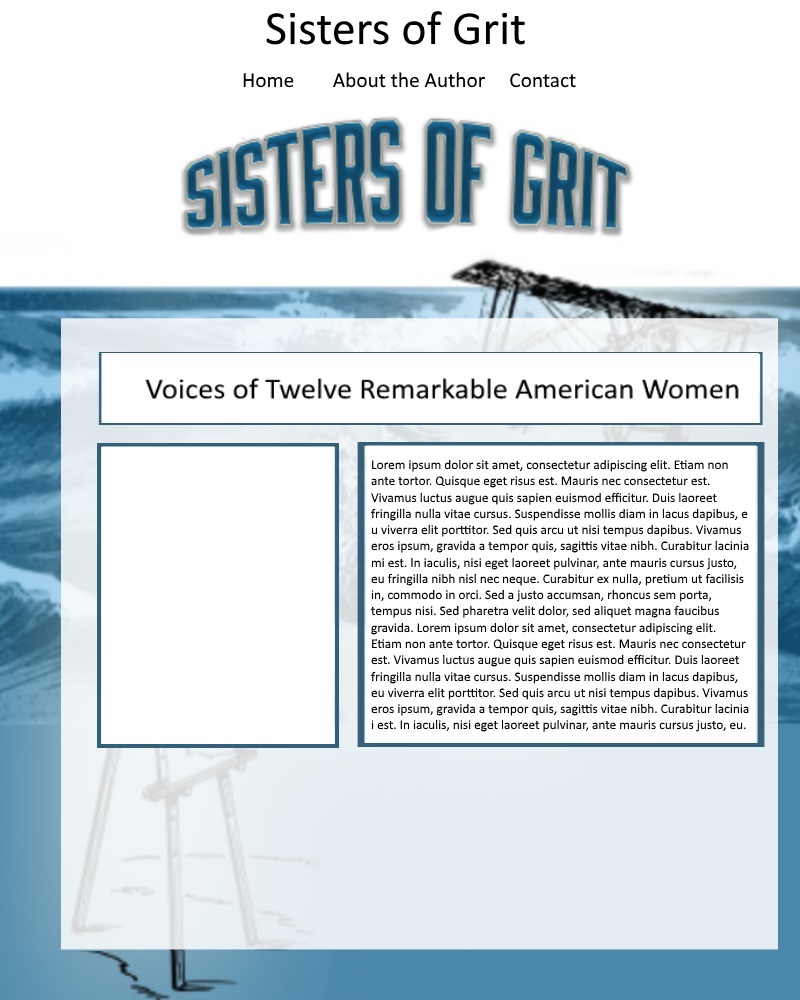 Sisters of Grit
Home About the Author Contact
SISTERS OF GRIT
Voices of Twelve Remarkable American Women
Lorem ipsum dolor sit amet, consectetur adipiscing elit. Etiam non
ante tortor. Quisque eget risus est. Mauris nec consectetur est.
Vivamus luctus augue quis sapien euismod efficitur. Duis laoreet
fringilla nulla vitae cursus. Suspendisse mollis diam in lacus dapibus, e
u viverra elit porttitor. Sed quis arcu ut nisi tempus dapibus. Vivamus
eros ipsum, gravida a tempor quis, sagittis vitae nibh. Curabitur lacinia
mi est. In iaculis, nisi eget laoreet pulvinar, ante mauris cursus justo,
eu fringilla nibh nisl nec neque. Curabitur ex nulla, pretium ut facilisis
in, commodo in orci. Sed a justo accumsan, rhoncus sem porta,
tempus nisi. Sed pharetra velit dolor, sed aliquet magna faucibus
gravida. Lorem ipsum dolor sit amet, consectetur adipiscing elit.
Etiam non ante tortor. Quisque eget risus est. Mauris nec consectetur
est. Vivamus luctus augue quis sapien euismod efficitur. Duis laoreet
fringilla nulla vitae cursus. Suspendisse mollis diam in lacus dapibus,
eu viverra elit porttitor. Sed quis arcu ut nisi tempus dapibus. Vivamus
eros ipsum, gravida a tempor quis, sagittis vitae nibh. Curabitur lacinia
i est. In iaculis, nisi eget laoreet pulvinar, ante mauris cursus justo, eu.